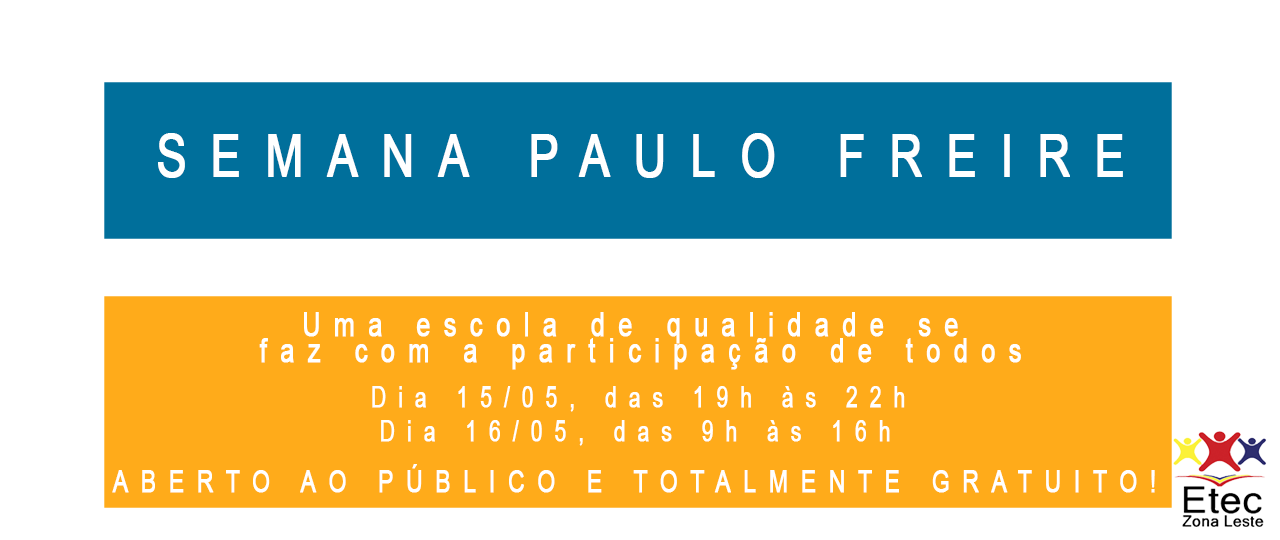 SEMANA PAULO FREIRE
Uma escola de qualidade se
faz com a participação de todos
Dia 15/05, das 19h às 22h
Dia 16/05, das 9h às 16h
ABERTO AO PÚBLICO E TOTALMENTE GRATUITO!
Etec
Zona Leste